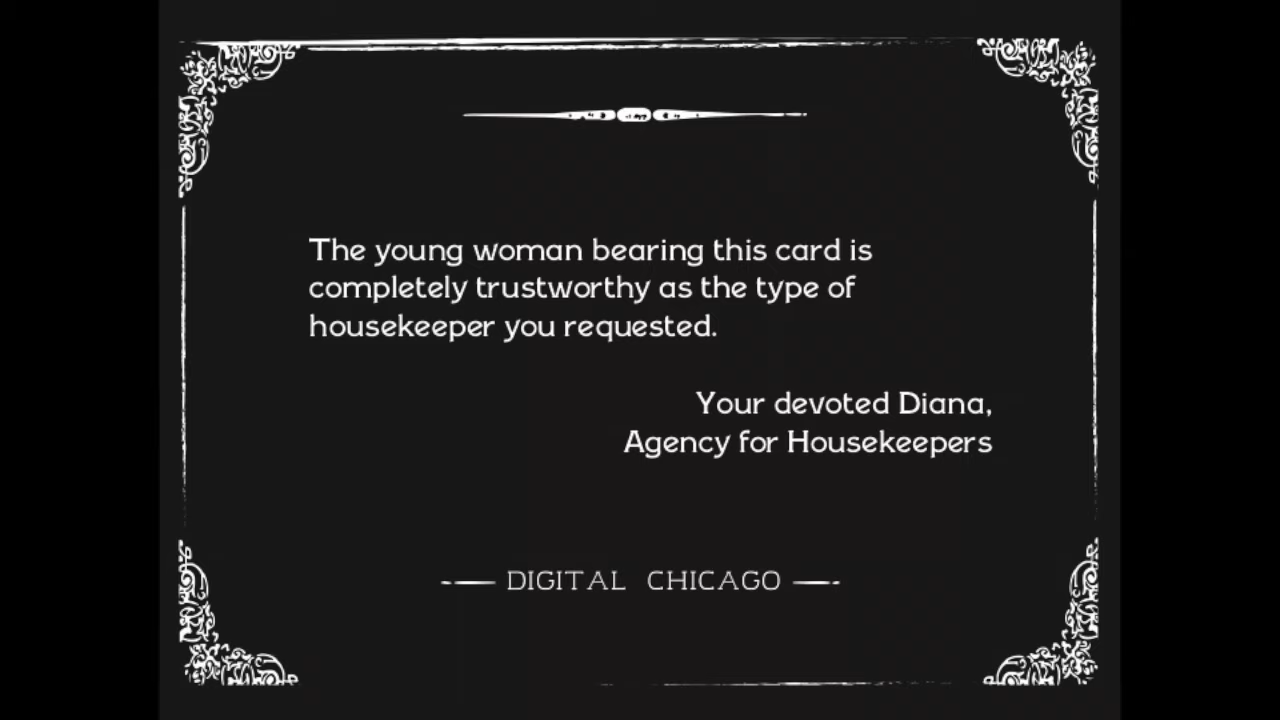 The young woman bearing this card is
completely trustworthy as the type of
housekeeper you requested.
Your devoted Diana,
Agency for Housekeepers
DIGITAL CHICAGO